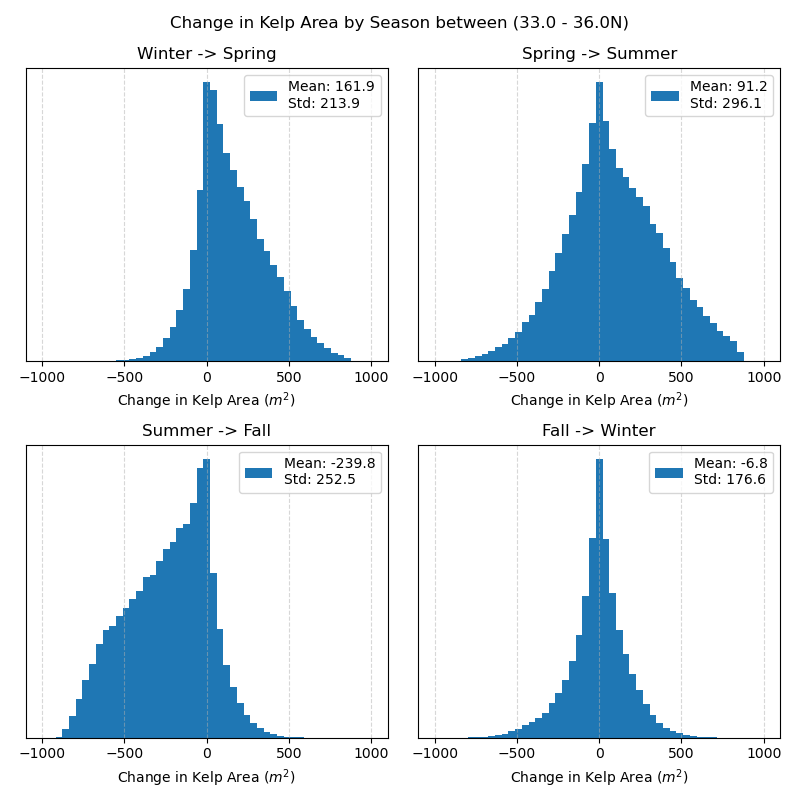 Change in Kelp Area by Season between (33.0 - 36.0N)
Winter -> Spring
Mean: 161.9
Std: 213.9
−1000 −500 0 500 1000
Change in Kelp Area (m²)
Spring -> Summer
Mean: 91.2
Std: 296.1
−1000 −500 0 500 1000
Change in Kelp Area (m²)
Summer -> Fall
Mean: -239.8
Std: 252.5
−1000 −500 0 500 1000
Change in Kelp Area (m²)
Fall -> Winter
Mean: -6.8
Std: 176.6
−1000 −500 0 500 1000
Change in Kelp Area (m²)